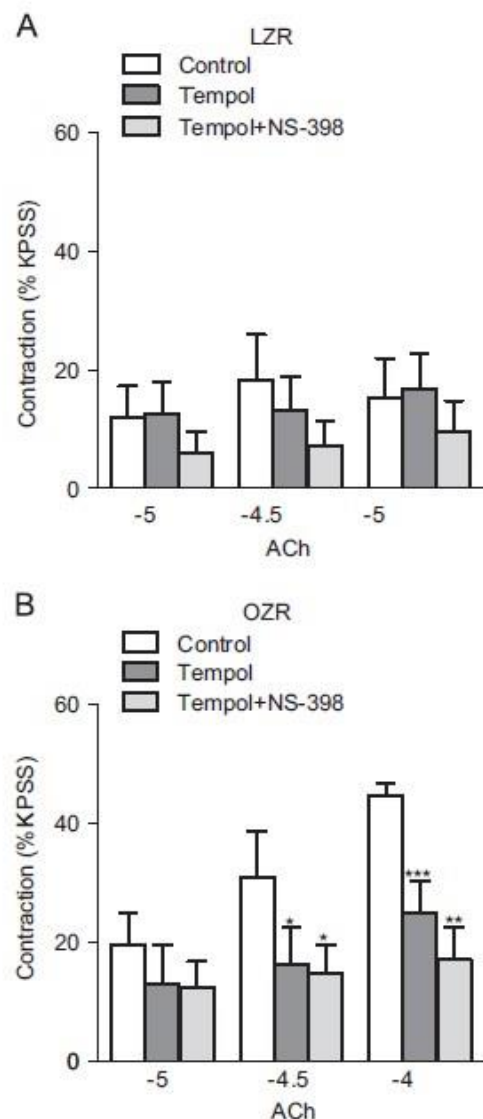 A
LZR
Control
Tempol
Tempol+NS-398
60
40
20
0
Contraction (% KPSS)
-5 -4.5 -5
ACh
B
OZR
Control
Tempol
Tempol+NS-398
60
40
20
0
Contraction (% KPSS)
* * *** **
-5 -4.5 -4
ACh